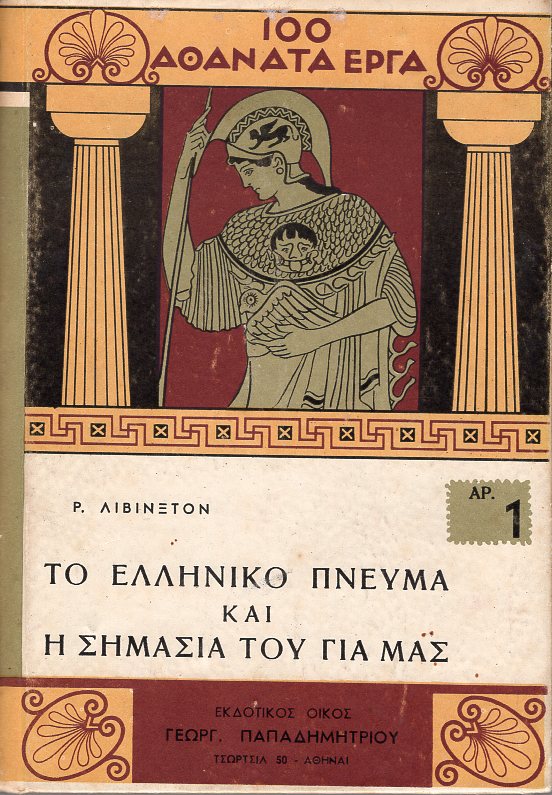 100
ΑΘΑΝΑΤΑ ΕΡΓΑ
Ρ. ΛΙΒΙΝΞΤΟΝ
ΑΡ. 1
ΤΟ ΕΛΛΗΝΙΚΟ ΠΝΕΥΜΑ
ΚΑΙ
Η ΣΗΜΑΣΙΑ ΤΟΥ ΓΙΑ ΜΑΣ
ΕΚΔΟΤΙΚΟΣ ΟΙΚΟΣ
ΓΕΩΡΓ. ΠΑΠΑΔΗΜΗΤΡΙΟΥ
ΤΣΩΡΤΣΙΛ 50 - ΑΘΗΝΑΙ